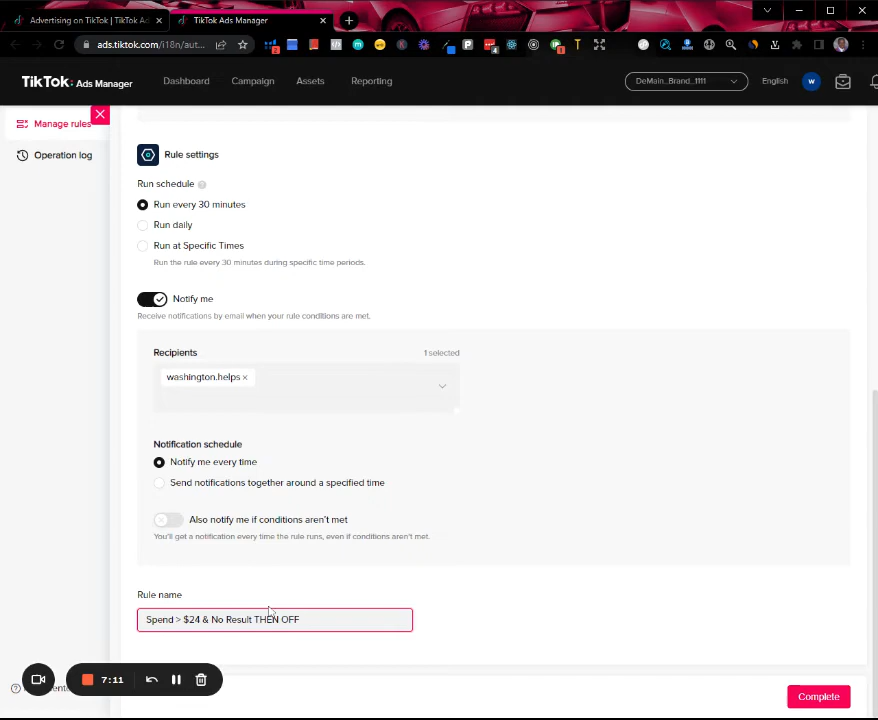 Advertising on TikTok | TikTok Ad
TikTok Ads Manager
ads.tiktok.com/i18n/aut...
TikTok: Ads Manager
Dashboard
Campaign
Assets
Reporting
DeMain_Brand_1111
English
W
Manage rules
Operation log
Rule settings
Run schedule
Run every 30 minutes
Run daily
Run at Specific Times
Run the rule every 30 minutes during specific time periods.
Notify me
Receive notifications by email when your rule conditions are met.
Recipients
1 selected
washington.helps ×
Notification schedule
Notify me every time
Send notifications together around a specified time
Also notify me if conditions aren't met
You'll get a notification every time the rule runs, even if conditions aren't met.
Rule name
Spend > $24 & No Result THEN OFF
7:11
Complete